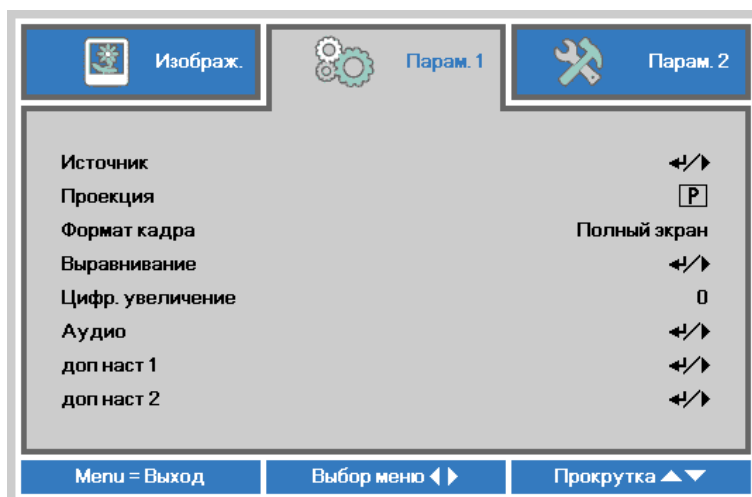 Изображ. Парам. 1 Парам. 2
Источник
Проекция P
Формат кадра Полный экран
Выравнивание
Цифр. увеличение 0
Аудио
доп наст 1
доп наст 2
Menu = Выход Выбор меню Прокрутка